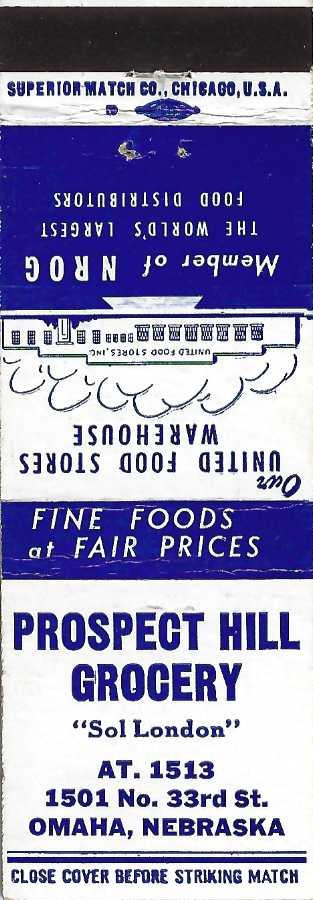 SUPERIOR MATCH CO., CHICAGO, U.S.A.
Our
UNITED FOOD STORES
WAREHOUSE
UNITED FOOD STORES, INC.
Member of NROG
THE WORLD'S LARGEST
FOOD DISTRIBUTORS
FINE FOODS
at FAIR PRICES
PROSPECT HILL
GROCERY
"Sol London"
AT. 1513
1501 No. 33rd St.
OMAHA, NEBRASKA
CLOSE COVER BEFORE STRIKING MATCH